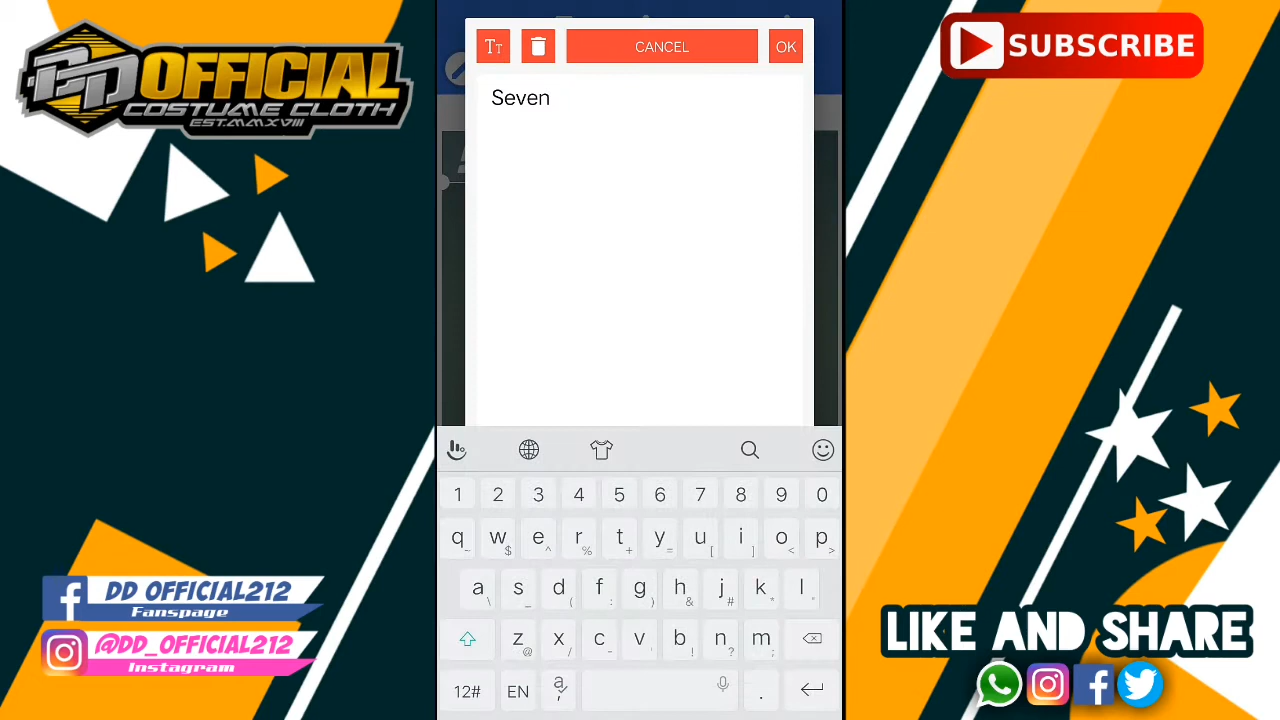 DD OFFICIAL
COSTUME CLOTH
EST.MMXVIII
Tт
CANCEL
OK
Seven
SUBSCRIBE
1 2 3 4 5 6 7 8 9 0
q w e r t y u i o p
~ $ ^ % + = [ ] < >
a s d f g h j k l
\ _ ( : ) & # * "
z x c v b n m
@ / - ' ! ? ;
12# EN , .
DD OFFICIAL212
Fanspage
@DD_OFFICIAL212
Instagram
LIKE AND SHARE